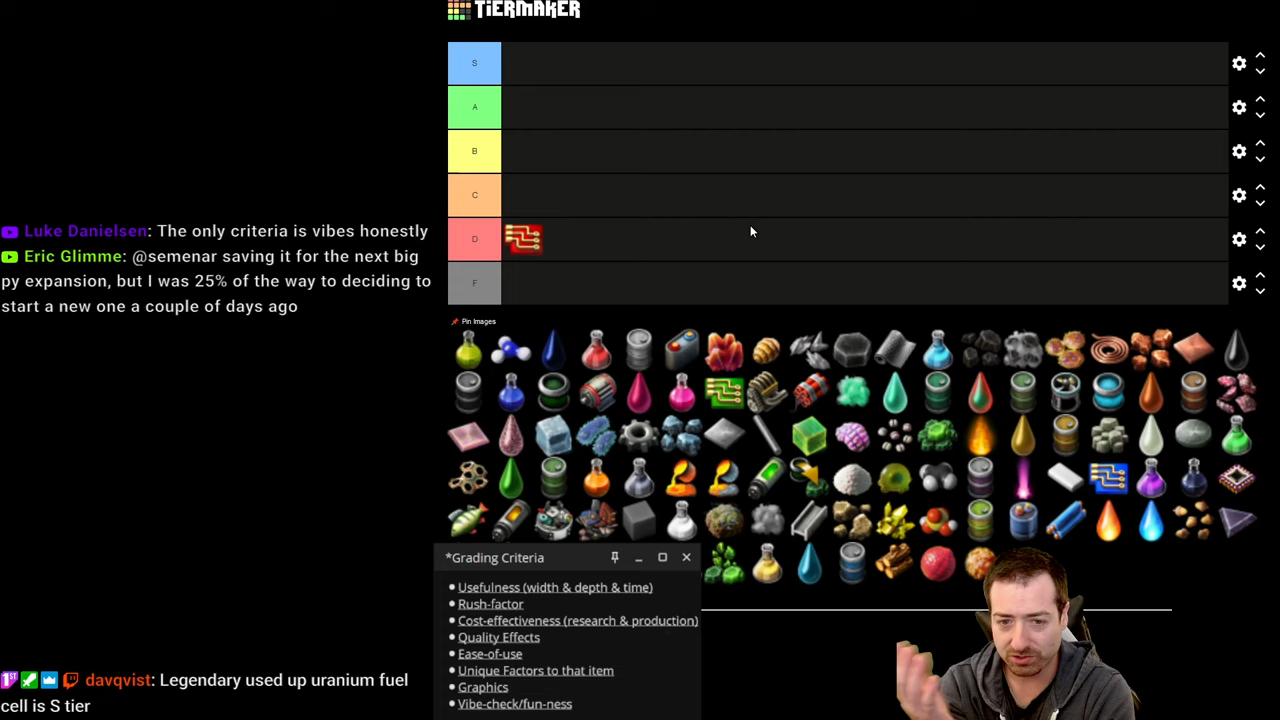 TiERMAKER
S
A
B
C
D
F
Luke Danielsen: The only criteria is vibes honestly
Eric Glimme: @semenar saving it for the next big
py expansion, but I was 25% of the way to deciding to
start a new one a couple of days ago
Pin Images
*Grading Criteria
Usefulness (width & depth & time)
Rush-factor
Cost-effectiveness (research & production)
Quality Effects
Ease-of-use
Unique Factors to that item
Graphics
Vibe-check/fun-ness
1ST davqvist: Legendary used up uranium fuel
cell is S tier